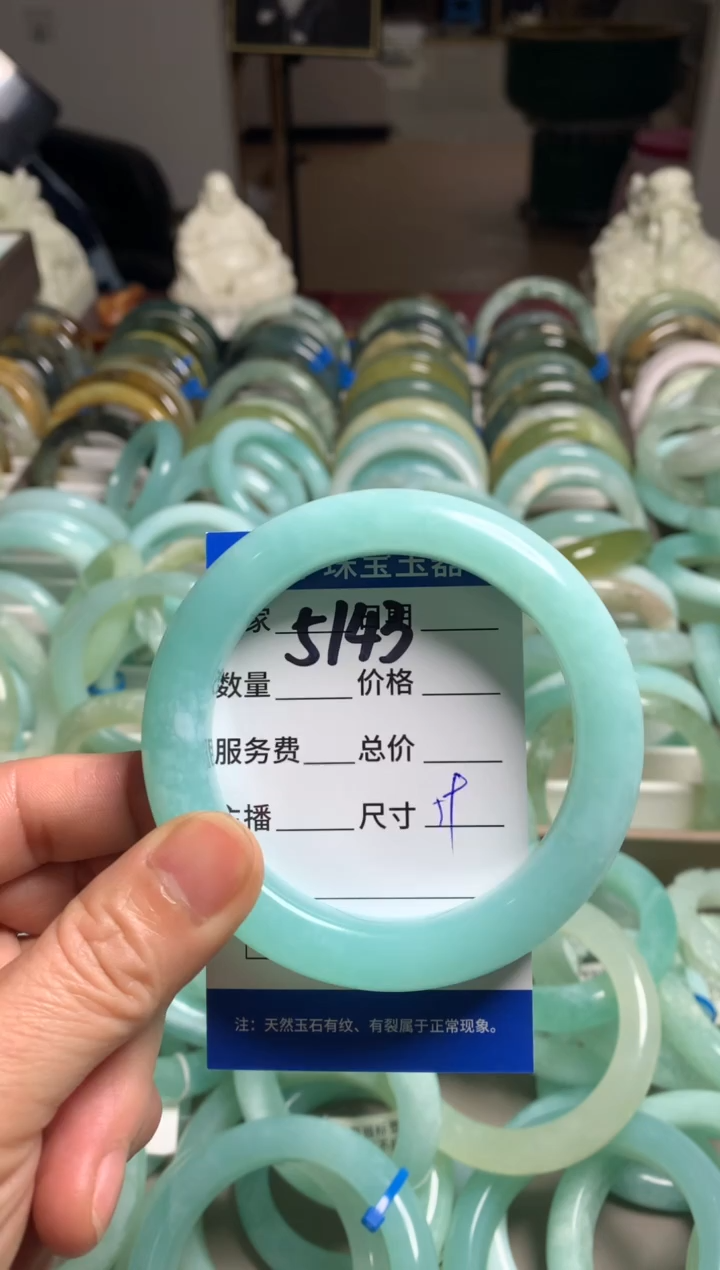 珠宝玉器
家 5143 日期
数量 价格
服务费 总价
播 尺寸
注：天然玉石有纹、有裂属于正常现象。